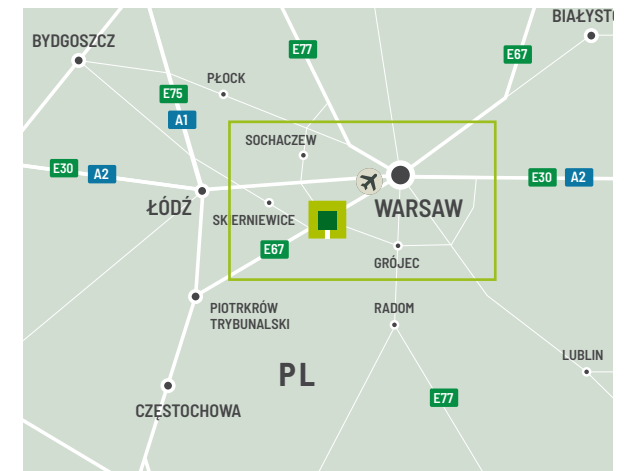 BIAŁYST
BYDGOSZCZ
E77
E67
PŁOCK
E75
A1
SOCHACZEW
E30
A2
E30
A2
ŁÓDŹ
SKIERNIEWICE
WARSAW
E67
GRÓJEC
PIOTRKRÓW
TRYBUNALSKI
RADOM
LUBLIN
PL
E77
CZĘSTOCHOWA